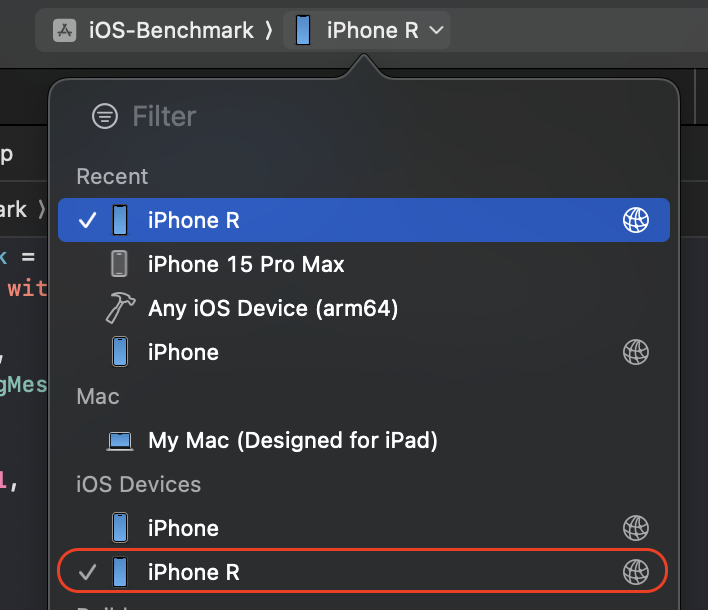 iOS-Benchmark ⟩ iPhone R
Filter
p
Recent
ark ⟩
iPhone R
k =
iPhone 15 Pro Max
wit
Any iOS Device (arm64)
,
iPhone
gMes
Mac
My Mac (Designed for iPad)
l,
iOS Devices
iPhone
iPhone R